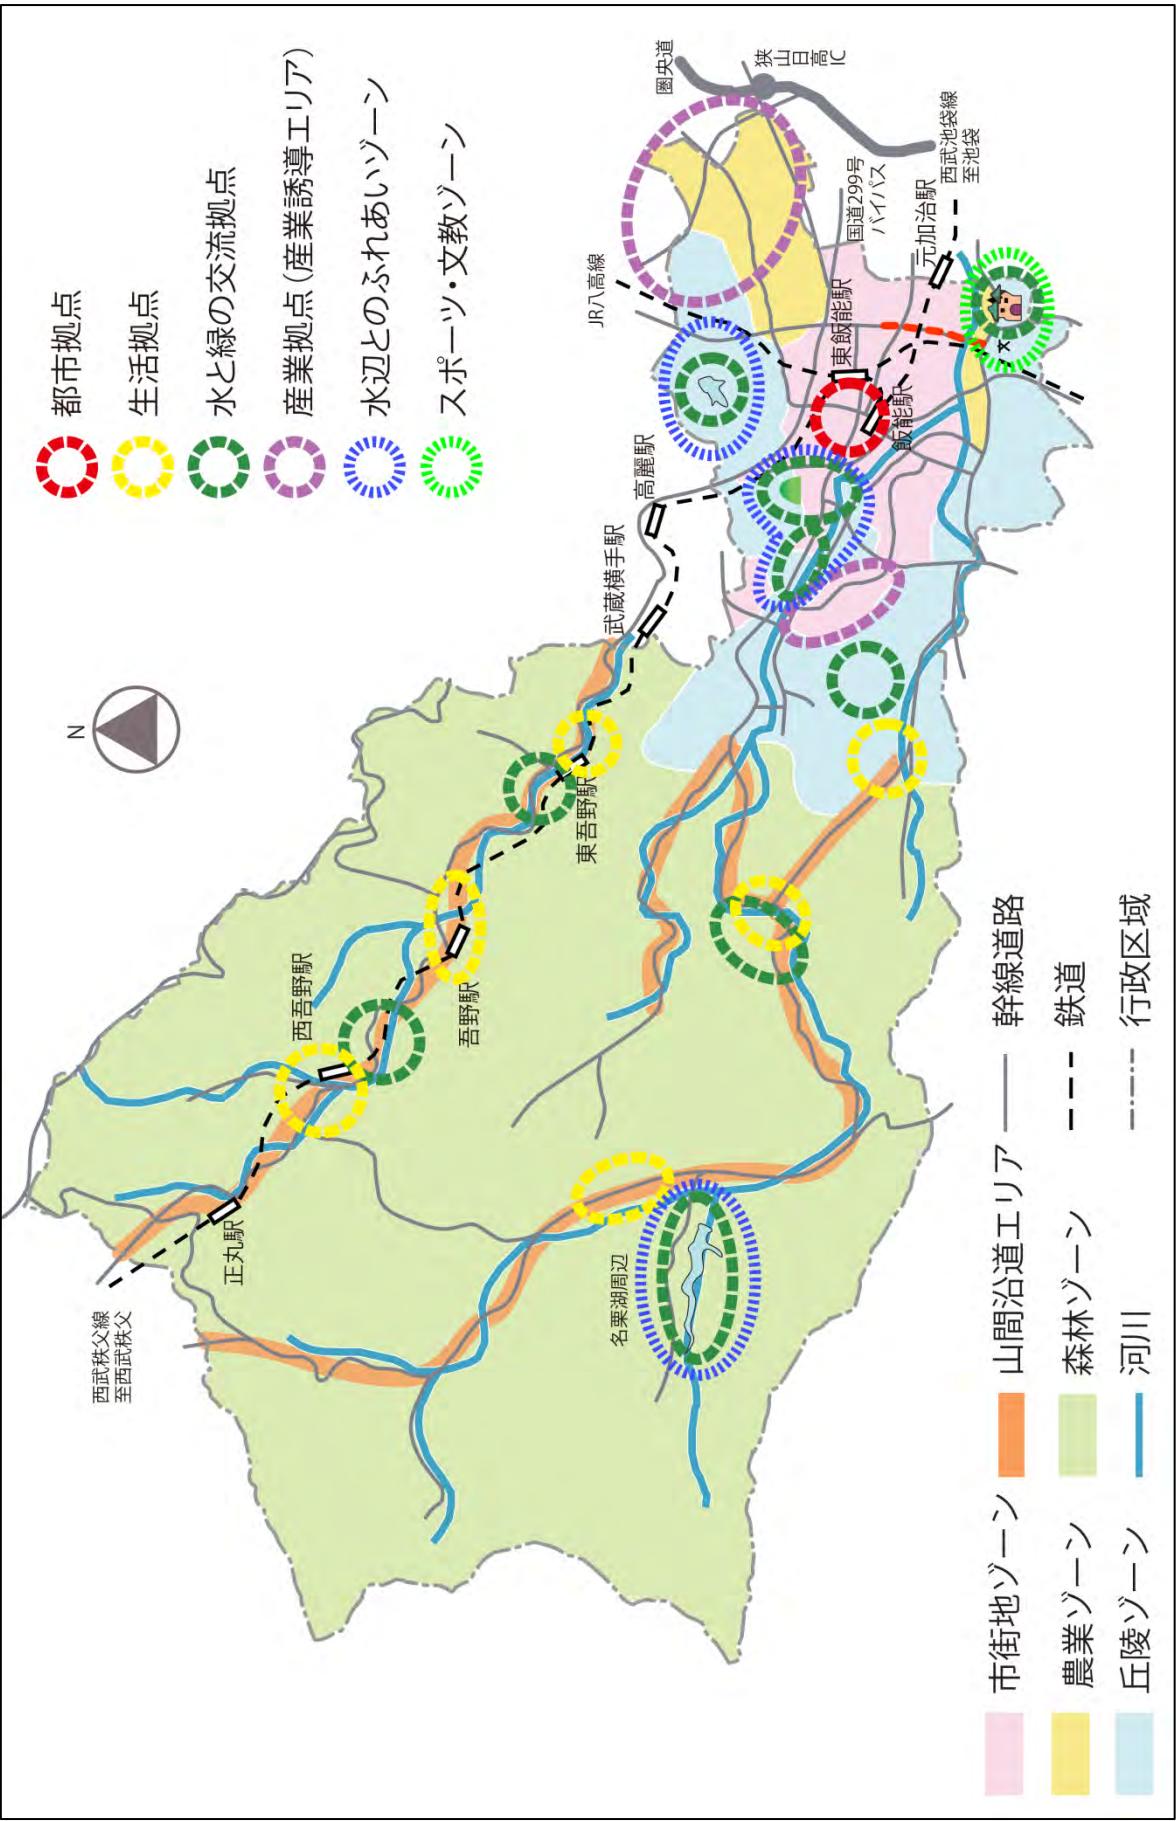 都市拠点
生活拠点
水と緑の交流拠点
産業拠点(産業誘導エリア)
水辺とのふれあいゾーン
スポーツ・文教ゾーン
N
圏央道
狭山日高IC
JR八高線
国道299号
バイパス
西武池袋線
至池袋
元加治駅
東飯能駅
飯能駅
高麗駅
武蔵横手駅
東吾野駅
吾野駅
西吾野駅
正丸駅
西武秩父線
至西武秩父
名栗湖周辺
市街地ゾーン
農業ゾーン
丘陵ゾーン
山間沿道エリア
森林ゾーン
河川
幹線道路
鉄道
行政区域